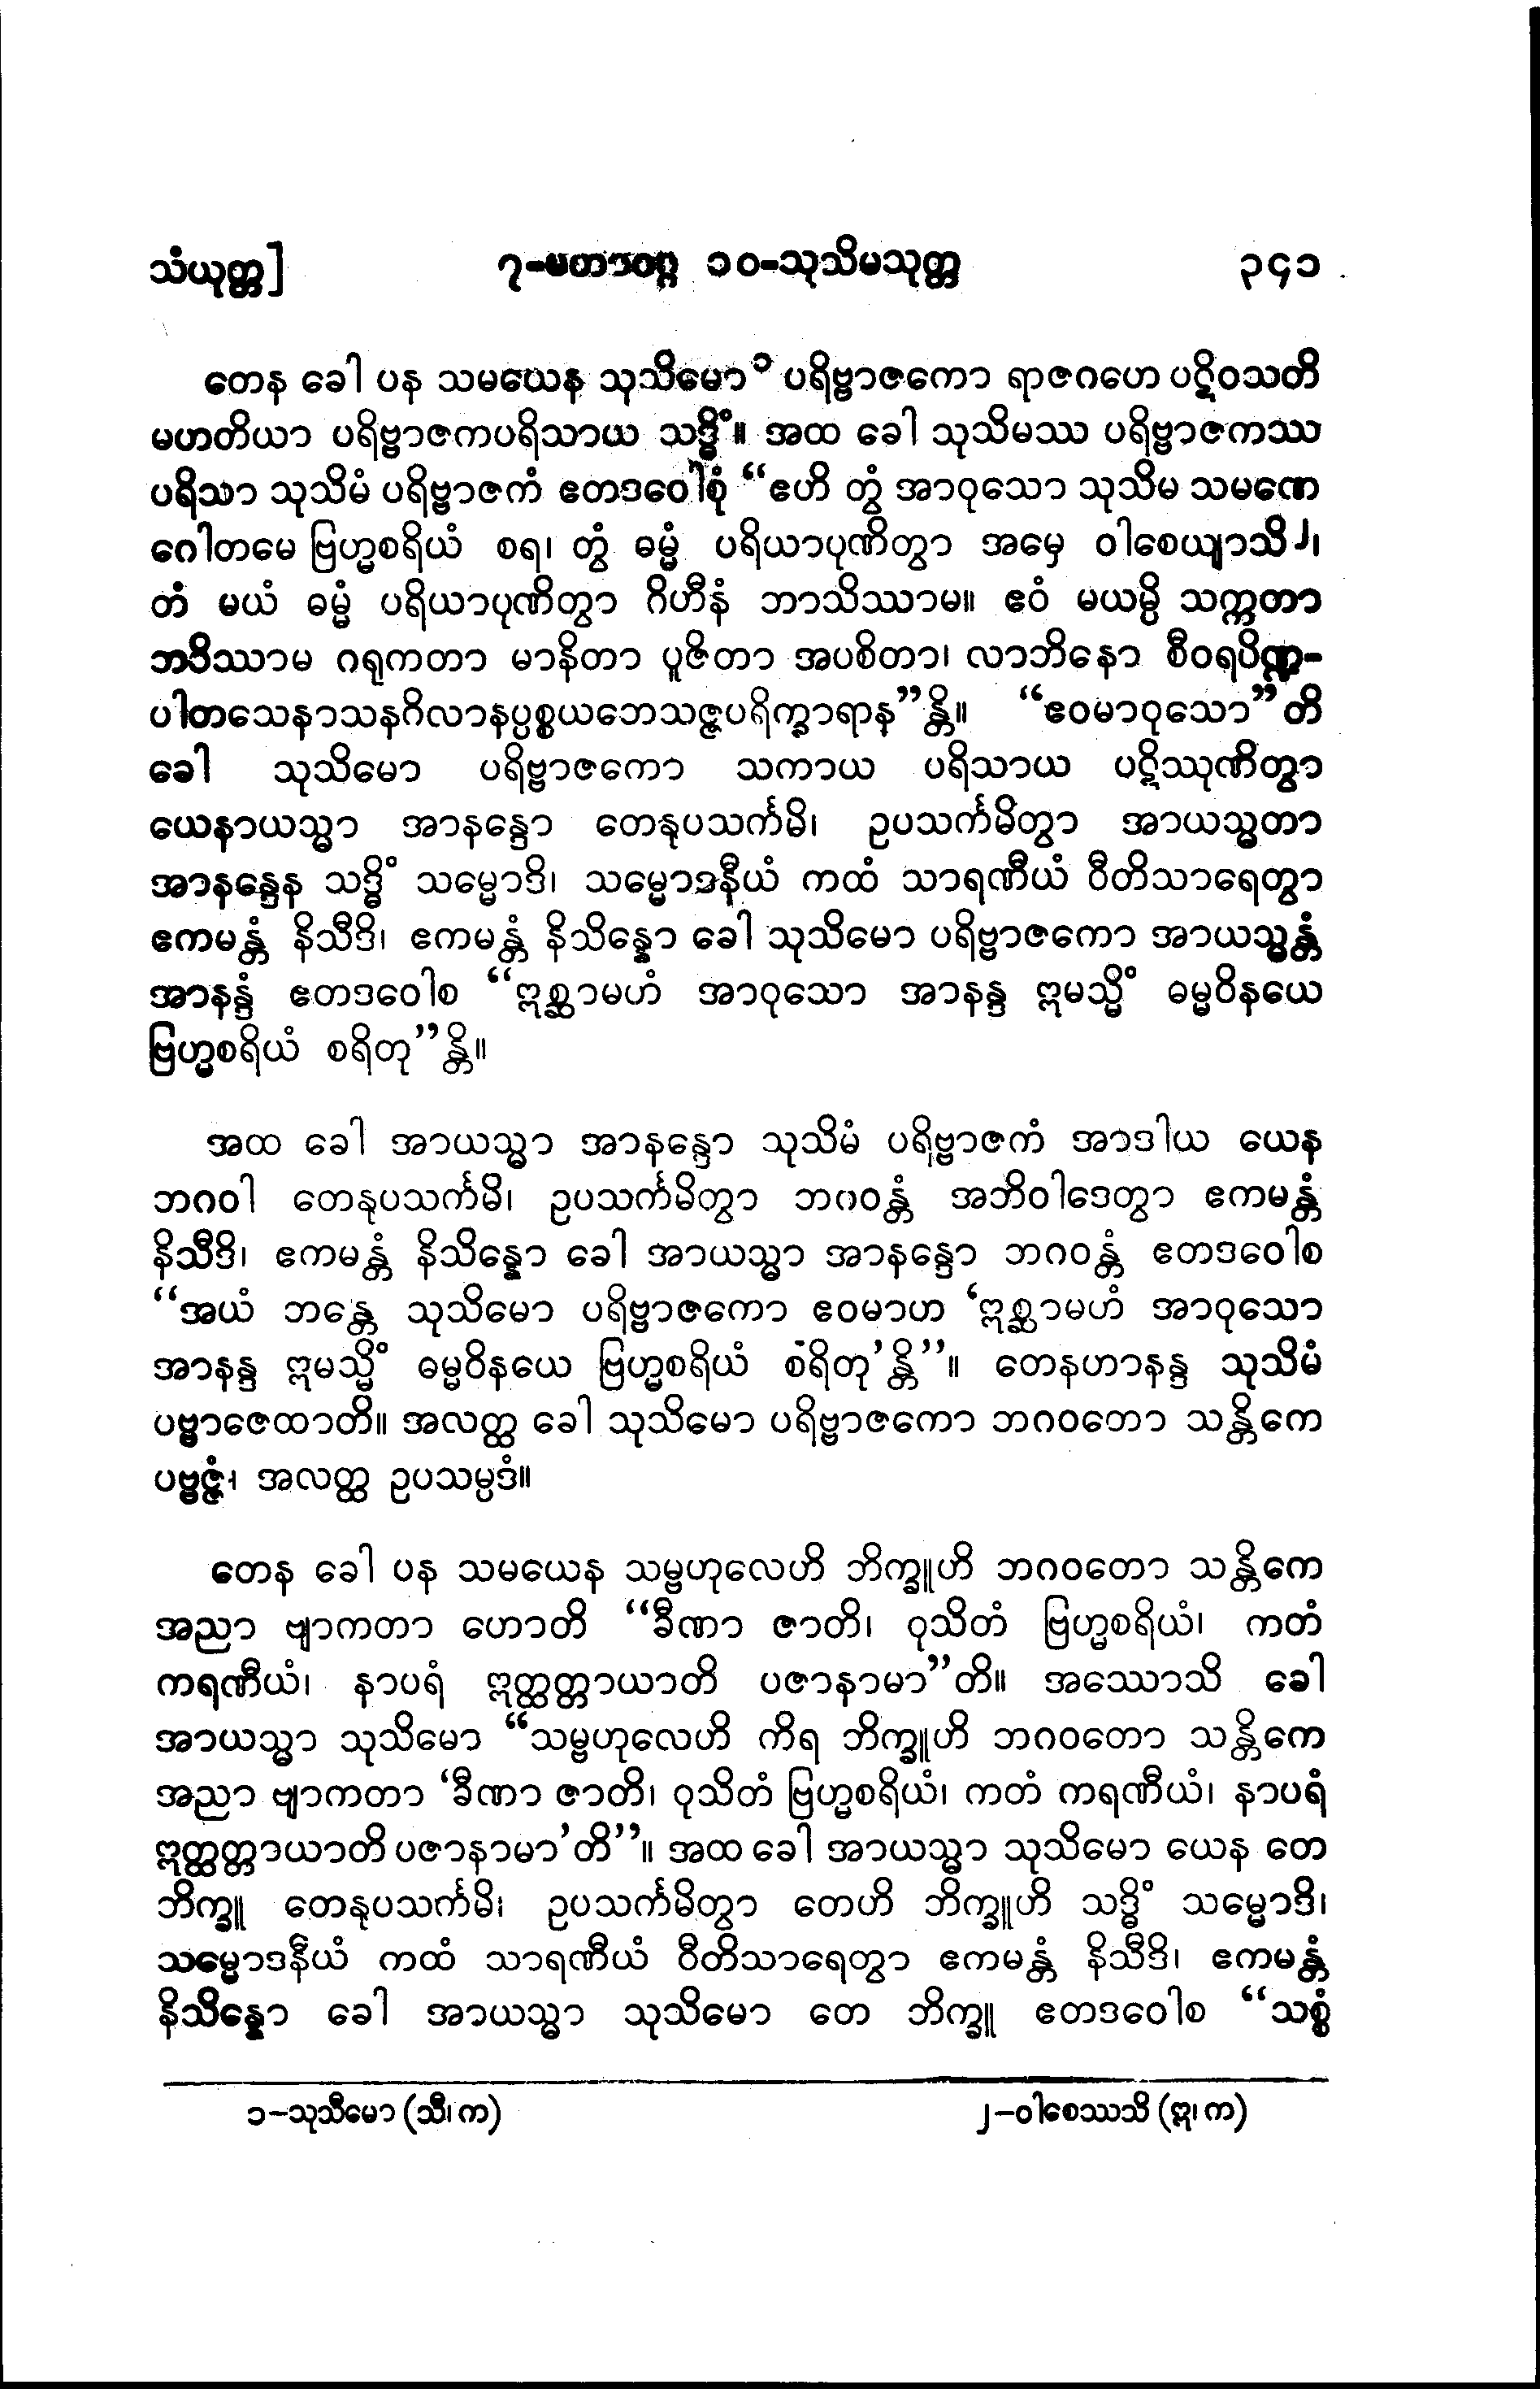 သံယုတ္တ] ၇-မဟာဝဂ္ဂ ၁၀-သုသိမသုတ္တ ၃၄၁
တေန ခေါ ပန သမယေန သုသိမော၁ ပရိဗ္ဗာဇကော ရာဇဂဟေ ပဋိဝသတိ
မဟတိယာ ပရိဗ္ဗာဇကပရိသာယ သဒ္ဓိံ။ အထ ခေါ သုသိမဿ ပရိဗ္ဗာဇကဿ
ပရိသာ သုသိမံ ပရိဗ္ဗာဇကံ ဧတဒဝေါစုံ “ဧဟိ တွံ အာဝုသော သုသိမ သမဏေ
ဂေါတမေ ဗြဟ္မစရိယံ စရ၊ တွံ ဓမ္မံ ပရိယာပုဏိတွာ အမှေ ဝါစေယျာသိ၂၊
တံ မယံ ဓမ္မံ ပရိယာပုဏိတွာ ဂိဟီနံ ဘာသိဿာမ။ ဧဝံ မယမ္ပိ သက္ကတာ
ဘဝိဿာမ ဂရုကတာ မာနိတာ ပူဇိတာ အပစိတာ၊ လာဘိနော စီဝရပိဏ္ဍ-
ပါတသေနာသနဂိလာနပ္ပစ္စယဘေသဇ္ဇပရိက္ခာရာန”န္တိ။ “ဧဝမာဝုသော”တိ
ခေါ သုသိမော ပရိဗ္ဗာဇကော သကာယ ပရိသာယ ပဋိဿုဏိတွာ
ယေနာယသ္မာ အာနန္ဒော တေနုပသင်္ကမိ၊ ဥပသင်္ကမိတွာ အာယသ္မတာ
အာနန္ဒေန သဒ္ဓိံ သမ္မောဒိ၊ သမ္မောဒနီယံ ကထံ သာရဏီယံ ဝီတိသာရေတွာ
ဧကမန္တံ နိသီဒိ၊ ဧကမန္တံ နိသိန္နော ခေါ သုသိမော ပရိဗ္ဗာဇကော အာယသ္မန္တံ
အာနန္ဒံ ဧတဒဝေါစ “ဣစ္ဆာမဟံ အာဝုသော အာနန္ဒ ဣမသ္မိံ ဓမ္မဝိနယေ
ဗြဟ္မစရိယံ စရိတု”န္တိ။
အထ ခေါ အာယသ္မာ အာနန္ဒော သုသိမံ ပရိဗ္ဗာဇကံ အာဒါယ ယေန
ဘဂဝါ တေနုပသင်္ကမိ၊ ဥပသင်္ကမိတွာ ဘဂဝန္တံ အဘိဝါဒေတွာ ဧကမန္တံ
နိသီဒိ၊ ဧကမန္တံ နိသိန္နော ခေါ အာယသ္မာ အာနန္ဒော ဘဂဝန္တံ ဧတဒဝေါစ
“အယံ ဘန္တေ သုသိမော ပရိဗ္ဗာဇကော ဧဝမာဟ ‘ဣစ္ဆာမဟံ အာဝုသော
အာနန္ဒ ဣမသ္မိံ ဓမ္မဝိနယေ ဗြဟ္မစရိယံ စရိတု’န္တိ”။ တေနဟာနန္ဒ သုသိမံ
ပဗ္ဗာဇေထာတိ။ အလတ္ထ ခေါ သုသိမော ပရိဗ္ဗာဇကော ဘဂဝတော သန္တိကေ
ပဗ္ဗဇ္ဇံ၊ အလတ္ထ ဥပသမ္ပဒံ။
တေန ခေါ ပန သမယေန သမ္ဗဟုလေဟိ ဘိက္ခူဟိ ဘဂဝတော သန္တိကေ
အညာ ဗျာကတာ ဟောတိ “ခီဏာ ဇာတိ၊ ဝုသိတံ ဗြဟ္မစရိယံ၊ ကတံ
ကရဏီယံ၊ နာပရံ ဣတ္ထတ္တာယာတိ ပဇာနာမာ”တိ။ အဿောသိ ခေါ
အာယသ္မာ သုသိမော “သမ္ဗဟုလေဟိ ကိရ ဘိက္ခူဟိ ဘဂဝတော သန္တိကေ
အညာ ဗျာကတာ ‘ခီဏာ ဇာတိ၊ ဝုသိတံ ဗြဟ္မစရိယံ၊ ကတံ ကရဏီယံ၊ နာပရံ
ဣတ္ထတ္တာယာတိ ပဇာနာမာ’တိ”။ အထ ခေါ အာယသ္မာ သုသိမော ယေန တေ
ဘိက္ခူ တေနုပသင်္ကမိ၊ ဥပသင်္ကမိတွာ တေဟိ ဘိက္ခူဟိ သဒ္ဓိံ သမ္မောဒိ၊
သမ္မောဒနီယံ ကထံ သာရဏီယံ ဝီတိသာရေတွာ ဧကမန္တံ နိသီဒိ၊ ဧကမန္တံ
နိသိန္နော ခေါ အာယသ္မာ သုသိမော တေ ဘိက္ခူ ဧတဒဝေါစ “သစ္စံ
၁-သုသီမော (သီ၊ က) ၂-ဝါစေဿသိ (ဣ၊ က)